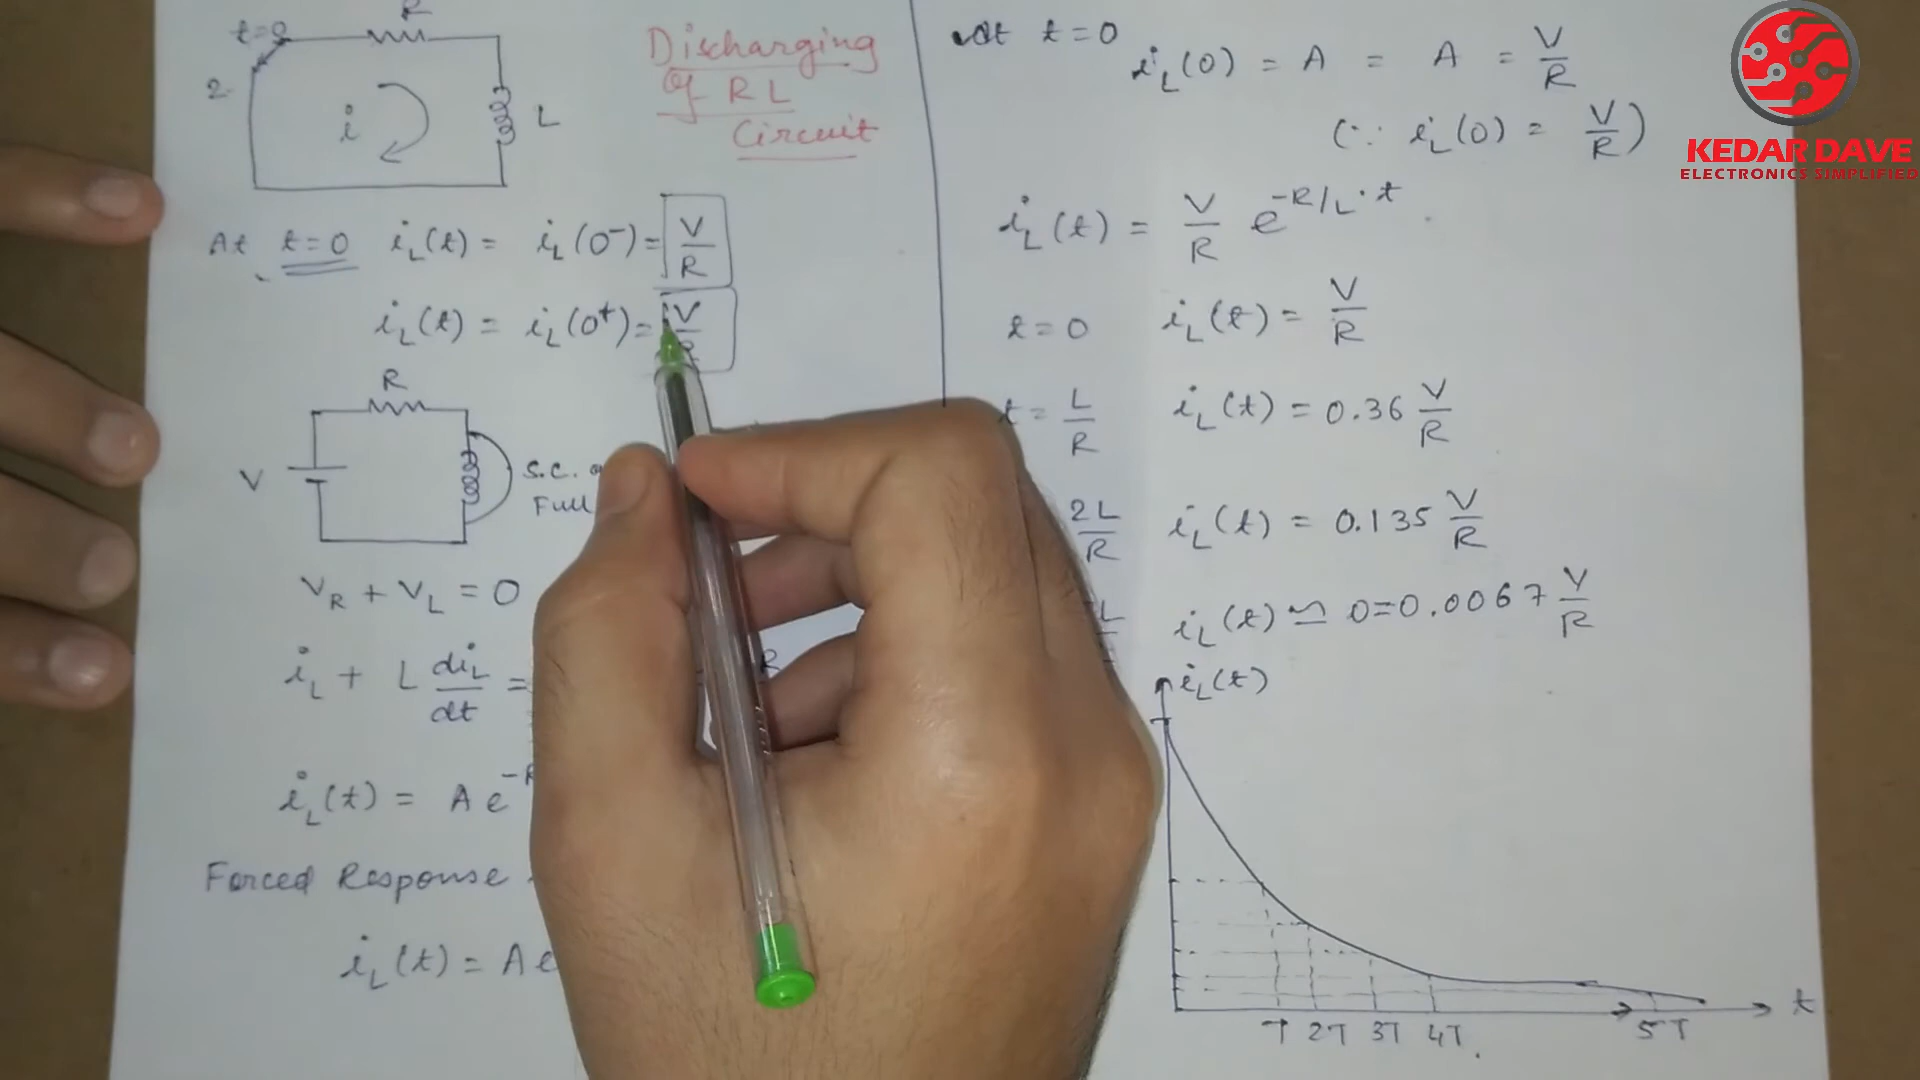 R
t=0
2
i
L
Discharging
of RL
Circuit
At t=0 iL(t) = iL(0⁻) = V/R
iL(t) = iL(0⁺) = V/R
R
V
S.C.
Full
VR + VL = 0
iL + L diL/dt =
R
iL(t) = A e⁻
Forced Response
iL(t) = A e
At t=0 iL(0) = A = A = V/R
(∵ iL(0) = V/R)
iL(t) = V/R e^-R/L·t
t=0 iL(t) = V/R
t= L/R iL(t) = 0.36 V/R
2L/R iL(t) = 0.135 V/R
iL(t) ≃ 0=0.0067 V/R
iL(t)
t
T 2T 3T 4T 5T
KEDAR DAVE
ELECTRONICS SIMPLIFIED